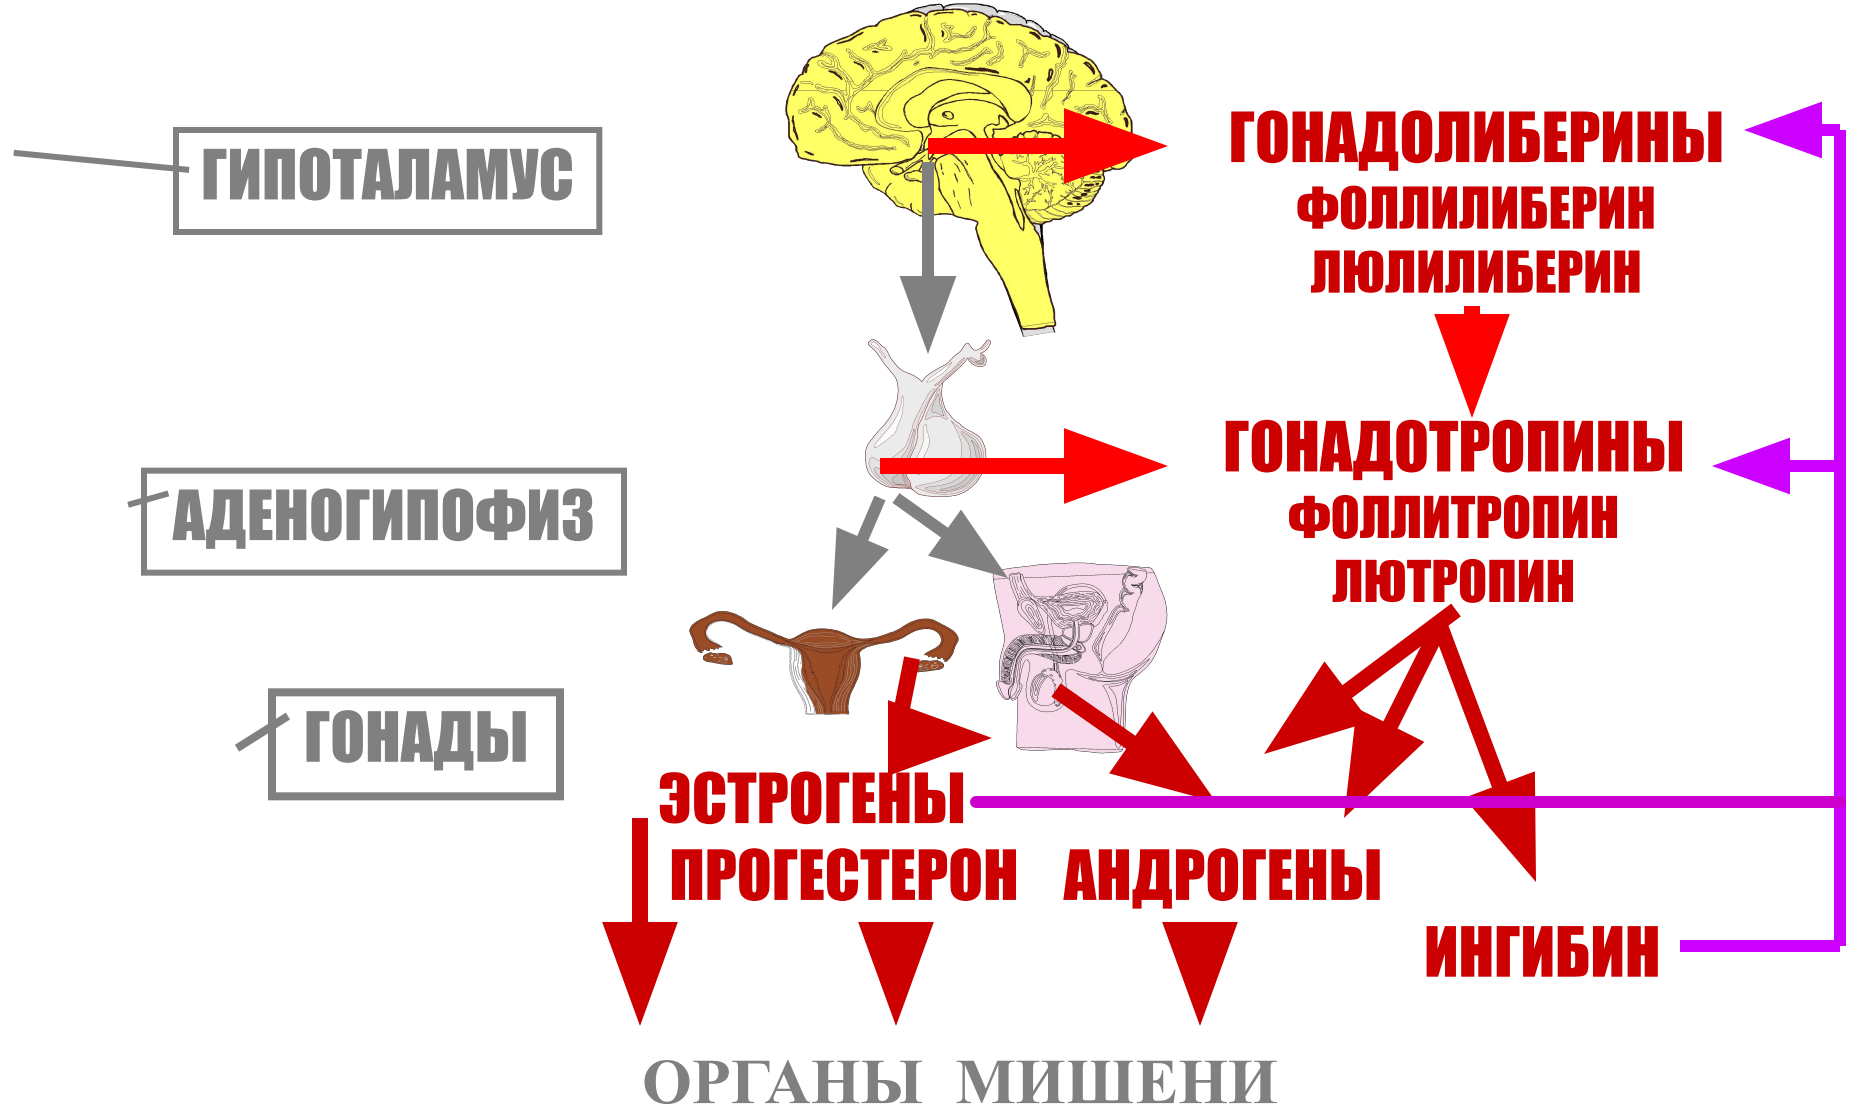 ГИПОТАЛАМУС
ГОНАДОЛИБЕРИНЫ
ФОЛЛИЛИБЕРИН
ЛЮЛИЛИБЕРИН
АДЕНОГИПОФИЗ
ГОНАДОТРОПИНЫ
ФОЛЛИТРОПИН
ЛЮТРОПИН
ГОНАДЫ
ЭСТРОГЕНЫ
ПРОГЕСТЕРОН
АНДРОГЕНЫ
ИНГИБИН
ОРГАНЫ МИШЕНИ